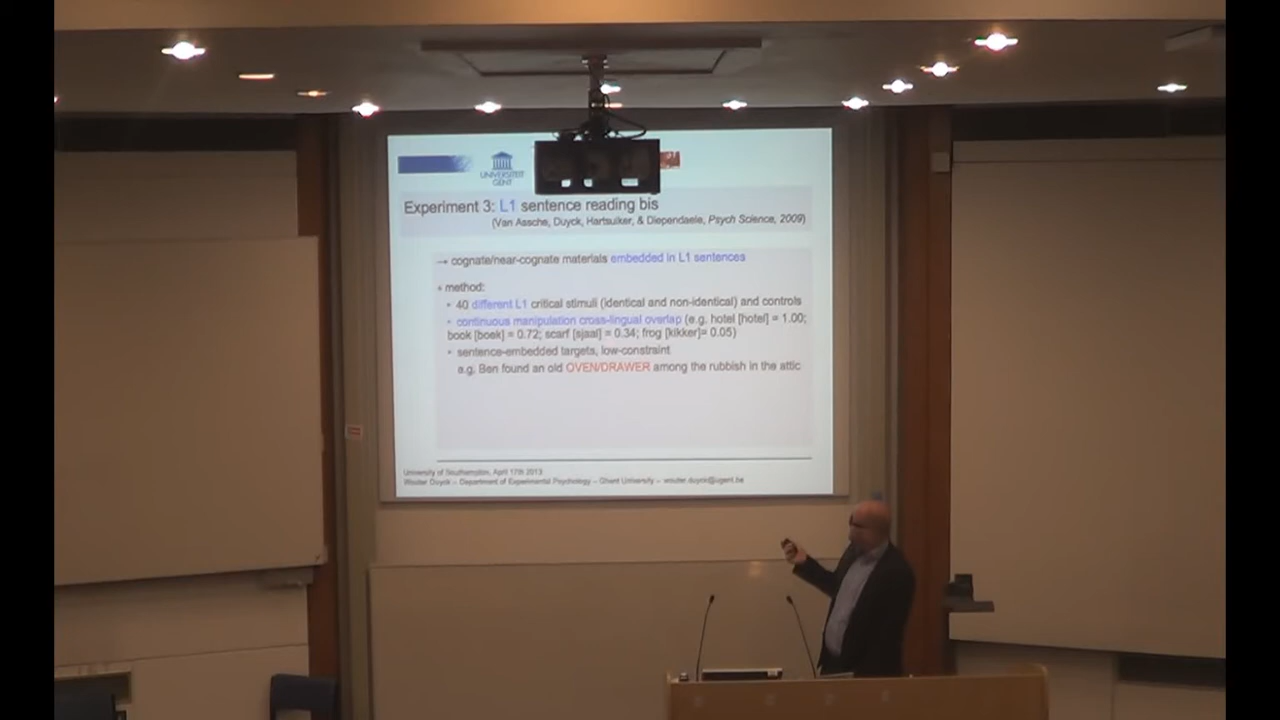 UNIVERSITEIT
GENT
Experiment 3: L1 sentence reading bis
(Van Assche, Duyck, Hartsuiker, & Diependaele, Psych Science, 2009)
→ cognate/near-cognate materials embedded in L1 sentences
• method:
• 40 different L1 critical stimuli (identical and non-identical) and controls
• continuous manipulation cross-lingual overlap (e.g. hotel [hotel] = 1.00;
book [boek] = 0.72; scarf [sjaal] = 0.34; frog [kikker]= 0.05)
• sentence-embedded targets, low-constraint
e.g. Ben found an old OVEN/DRAWER among the rubbish in the attic
University of Southampton, April 17th 2013
Wouter Duyck – Department of Experimental Psychology – Ghent University – wouter.duyck@ugent.be